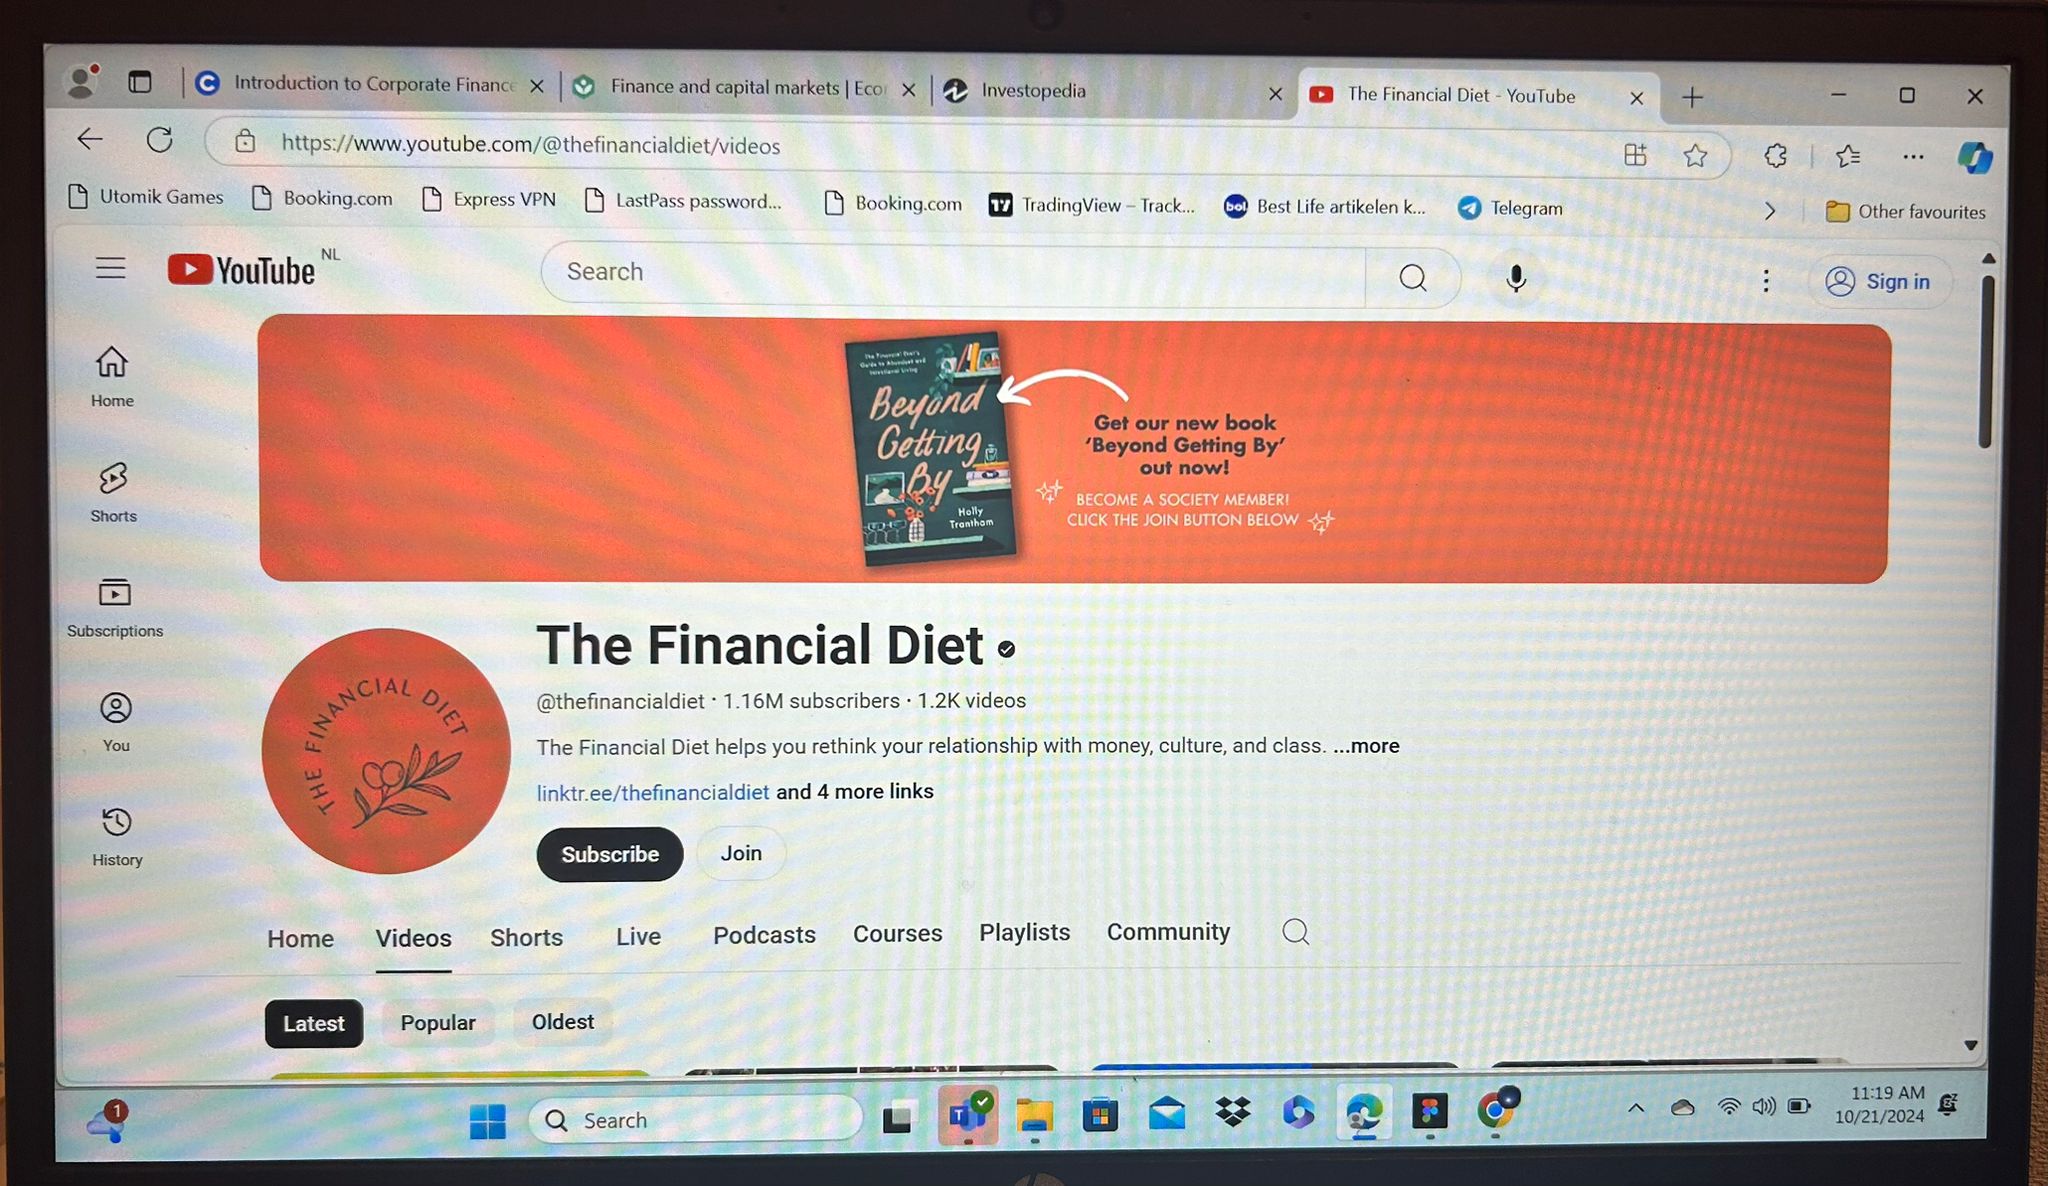 Introduction to Corporate Finance
Finance and capital markets | Eco
Investopedia
The Financial Diet - YouTube
https://www.youtube.com/@thefinancialdiet/videos
Utomik Games
Booking.com
Express VPN
LastPass password...
Booking.com
TradingView – Track...
bol
Best Life artikelen k...
Telegram
Other favourites
YouTube NL
Search
Sign in
Home
Shorts
Subscriptions
You
History
The Financial Diet's
Guide to Abundant and
Intentional Living
Beyond
Getting
By
Holly
Trantham
Get our new book
‘Beyond Getting By’
out now!
BECOME A SOCIETY MEMBER!
CLICK THE JOIN BUTTON BELOW
THE FINANCIAL DIET
The Financial Diet
@thefinancialdiet · 1.16M subscribers · 1.2K videos
The Financial Diet helps you rethink your relationship with money, culture, and class. ...more
linktr.ee/thefinancialdiet and 4 more links
Subscribe
Join
Home
Videos
Shorts
Live
Podcasts
Courses
Playlists
Community
Latest
Popular
Oldest
1
Search
11:19 AM
10/21/2024